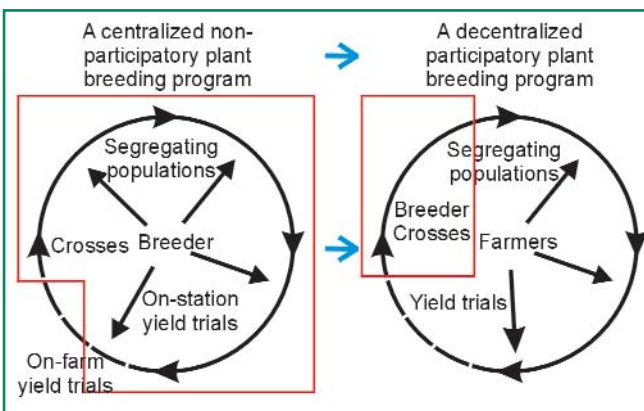 A centralized non-
participatory plant
breeding program
A decentralized
participatory plant
breeding program
Segregating
populations
Crosses Breeder
On-station
yield trials
On-farm
yield trials
Segregating
populations
Breeder
Crosses
Farmers
Yield trials